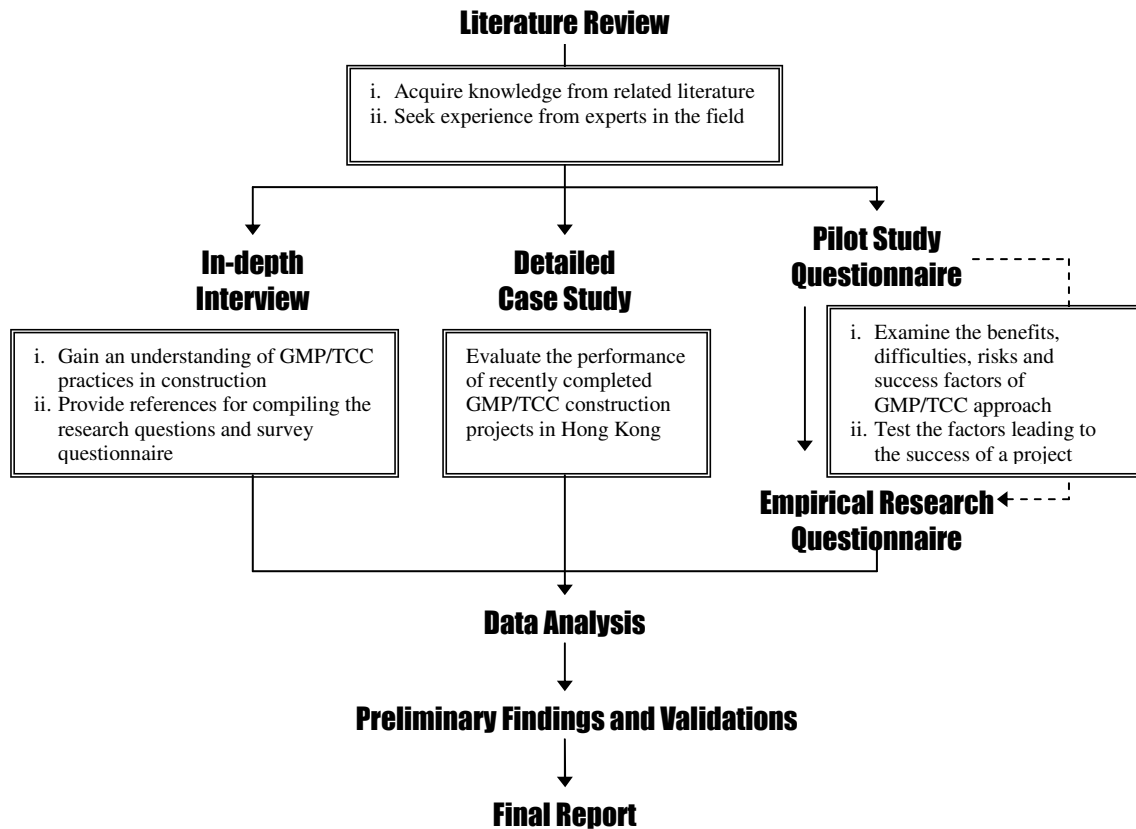 Literature Review
i. Acquire knowledge from related literature
ii. Seek experience from experts in the field
In-depth
Interview
i. Gain an understanding of GMP/TCC
practices in construction
ii. Provide references for compiling the
research questions and survey
questionnaire
Detailed
Case Study
Evaluate the performance
of recently completed
GMP/TCC construction
projects in Hong Kong
Pilot Study
Questionnaire
i. Examine the benefits,
difficulties, risks and
success factors of
GMP/TCC approach
ii. Test the factors leading to
the success of a project
Empirical Research
Questionnaire
Data Analysis
Preliminary Findings and Validations
Final Report